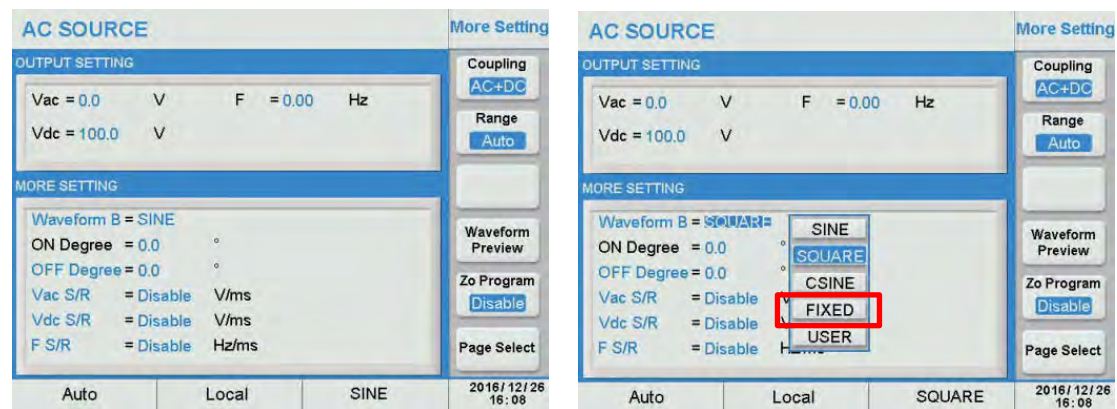 AC SOURCE
More Setting
OUTPUT SETTING
Vac = 0.0 V F = 0.00 Hz
Vdc = 100.0 V
MORE SETTING
Waveform B = SINE
ON Degree = 0.0 °
OFF Degree = 0.0 °
Vac S/R = Disable V/ms
Vdc S/R = Disable V/ms
F S/R = Disable Hz/ms
Coupling
AC+DC
Range
Auto
Waveform
Preview
Zo Program
Disable
Page Select
Auto Local SINE
2016/12/26
16:08
AC SOURCE
More Setting
OUTPUT SETTING
Vac = 0.0 V F = 0.00 Hz
Vdc = 100.0 V
MORE SETTING
Waveform B = SQUARE
ON Degree = 0.0 °
OFF Degree = 0.0 °
Vac S/R = Disable
Vdc S/R = Disable
F S/R = Disable
SINE
SQUARE
CSINE
FIXED
USER
Coupling
AC+DC
Range
Auto
Waveform
Preview
Zo Program
Disable
Page Select
Auto Local SQUARE
2016/12/26
16:08